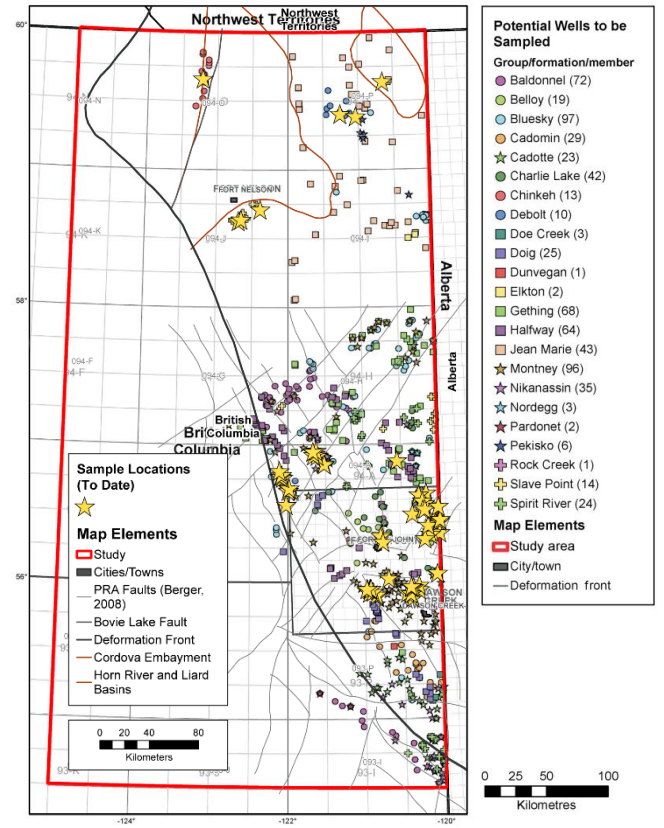 60°
Northwest Territories
Northwest
Territories
094-N
094-O
094-P
FORT NELSON
094-K
094-J
094-I
58°
Alberta
Alberta
094-F
094-G
094-H
British
Columbia
British
Columbia
094-A
FORT ST. JOHN
56°
DAWSON
CREEK
DAWSON CREEK
093-P
093-I
93-I
-124°
-122°
-120°
Sample Locations
(To Date)
Map Elements
Study
Cities/Towns
PRA Faults (Berger,
2008)
Bovie Lake Fault
Deformation Front
Cordova Embayment
Horn River and Liard
Basins
0 20 40 80
Kilometers
Potential Wells to be
Sampled
Group/formation/member
Baldonnel (72)
Belloy (19)
Bluesky (97)
Cadomin (29)
Cadotte (23)
Charlie Lake (42)
Chinkeh (13)
Debolt (10)
Doe Creek (3)
Doig (25)
Dunvegan (1)
Elkton (2)
Gething (68)
Halfway (64)
Jean Marie (43)
Montney (96)
Nikanassin (35)
Nordegg (3)
Pardonet (2)
Pekisko (6)
Rock Creek (1)
Slave Point (14)
Spirit River (24)
Map Elements
Study area
City/town
Deformation front
0 25 50 100
Kilometres